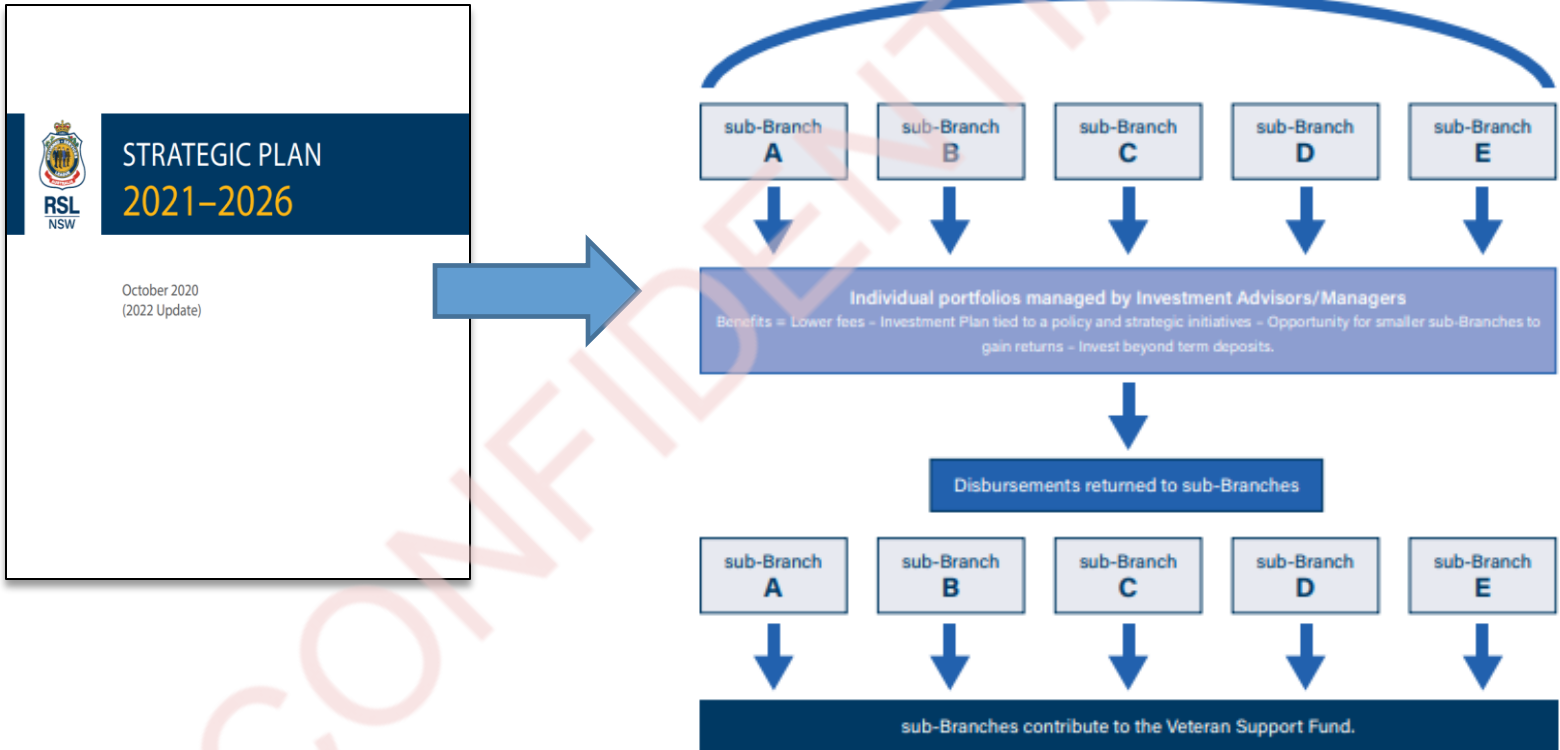 STRATEGIC PLAN
2021–2026
RSL
NSW
October 2020
(2022 Update)
sub-Branch
A
sub-Branch
B
sub-Branch
C
sub-Branch
D
sub-Branch
E
Individual portfolios managed by Investment Advisors/Managers
Benefits = Lower fees – Investment Plan tied to a policy and strategic initiatives – Opportunity for smaller sub-Branches to
gain returns – Invest beyond term deposits.
Disbursements returned to sub-Branches
sub-Branch
A
sub-Branch
B
sub-Branch
C
sub-Branch
D
sub-Branch
E
sub-Branches contribute to the Veteran Support Fund.
CONFIDENTIA